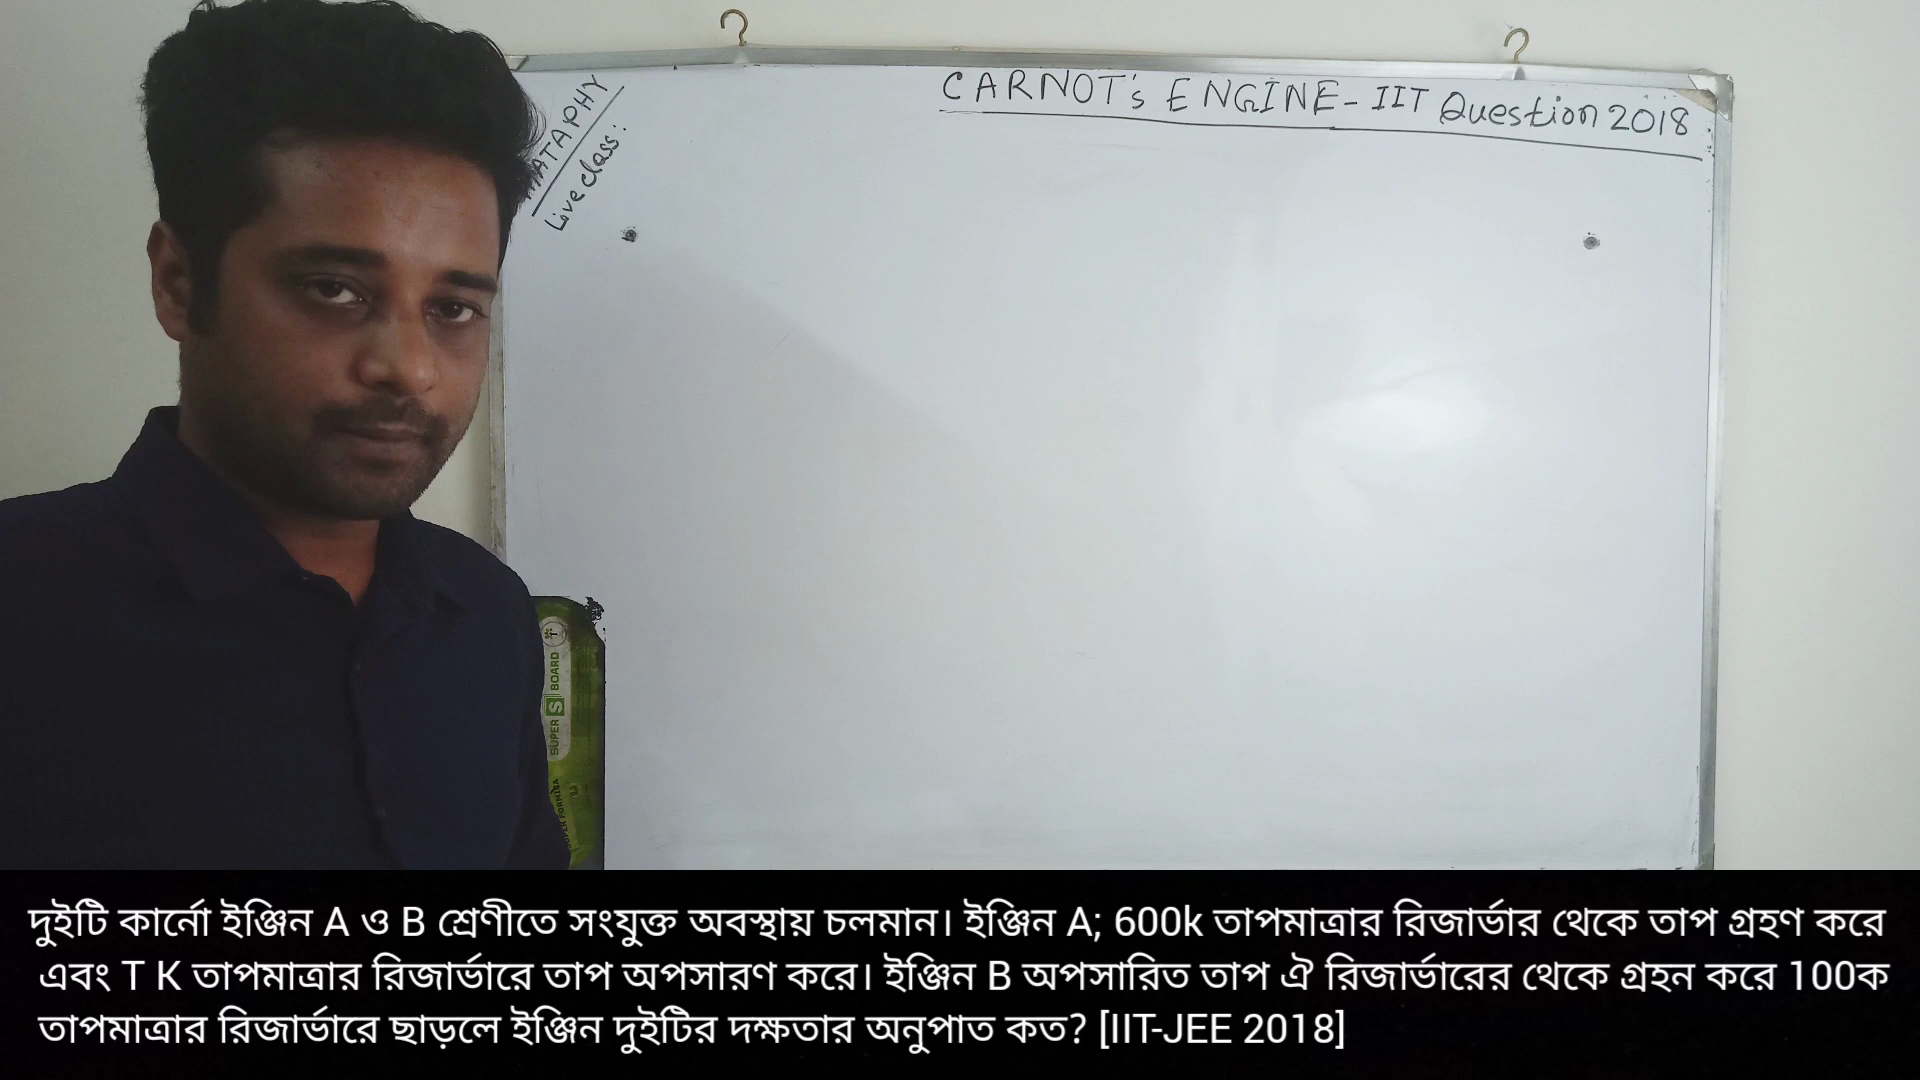 CARNOT's ENGINE - IIT Question 2018
MATAPHY
Live class:
SUPER S BOARD
SUPER FORMICA
দুইটি কার্নো ইঞ্জিন A ও B শ্রেণীতে সংযুক্ত অবস্থায় চলমান। ইঞ্জিন A; 600k তাপমাত্রার রিজার্ভার থেকে তাপ গ্রহণ করে
এবং T K তাপমাত্রার রিজার্ভারে তাপ অপসারণ করে। ইঞ্জিন B অপসারিত তাপ ঐ রিজার্ভারের থেকে গ্রহন করে 100ক
তাপমাত্রার রিজার্ভারে ছাড়লে ইঞ্জিন দুইটির দক্ষতার অনুপাত কত? [IIT-JEE 2018]